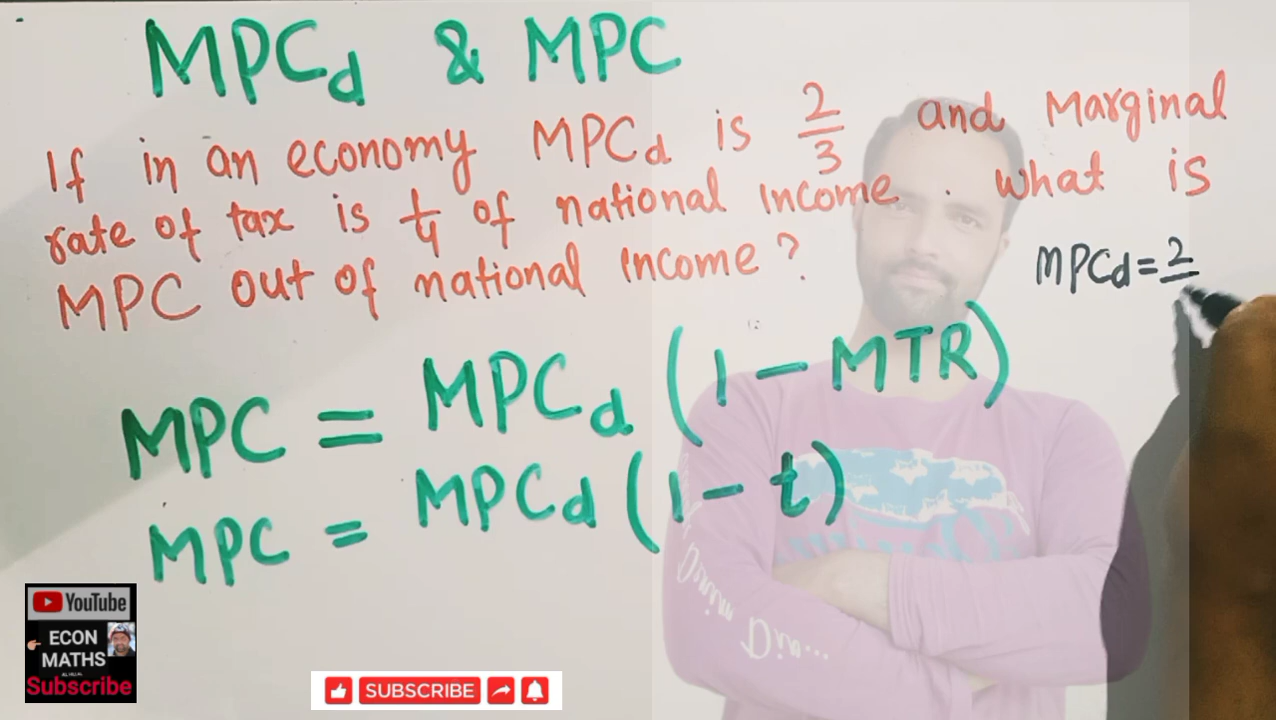 MPCd & MPC
If in an economy MPCd is 2/3 and Marginal
rate of tax is 1/4 of national income. What is
MPC out of national income?
MPCd = 2
MPC = MPCd (1 - MTR)
MPC = MPCd (1 - t)
YouTube
ECON
MATHS
Subscribe
SUBSCRIBE